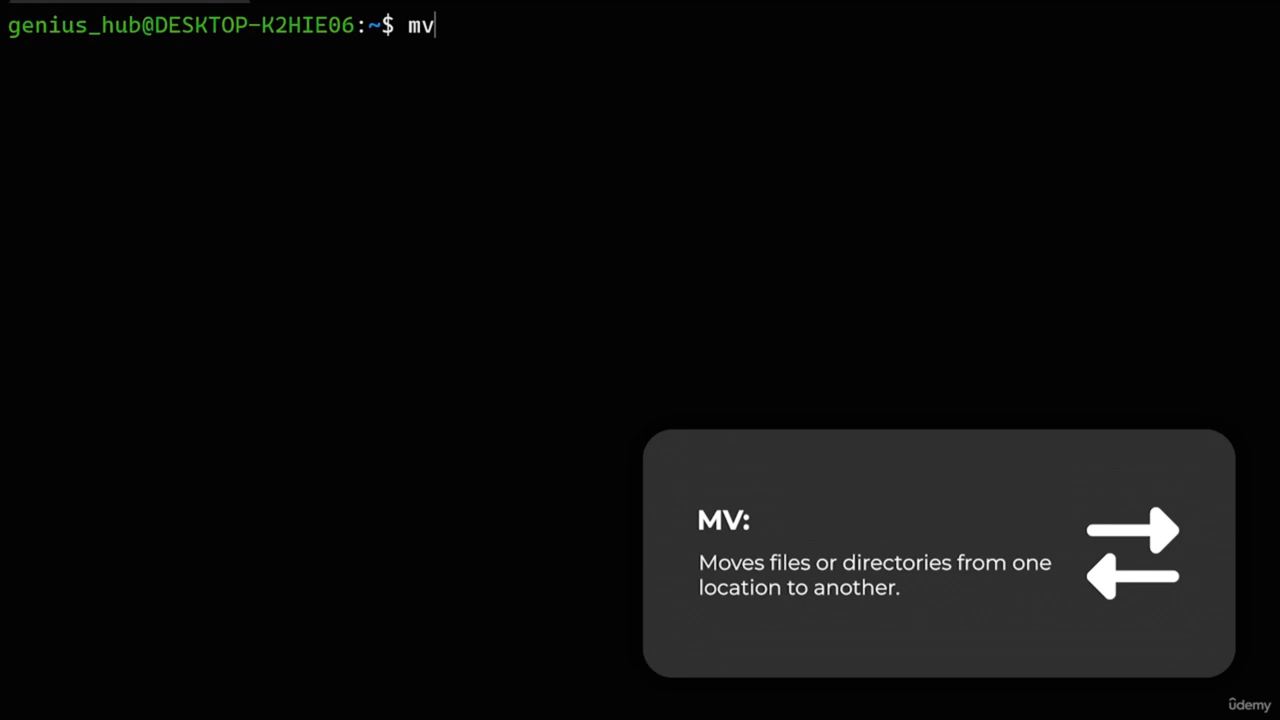 genius_hub@DESKTOP-K2HIE06:~$ mv
MV:
Moves files or directories from one
location to another.
ûdemy